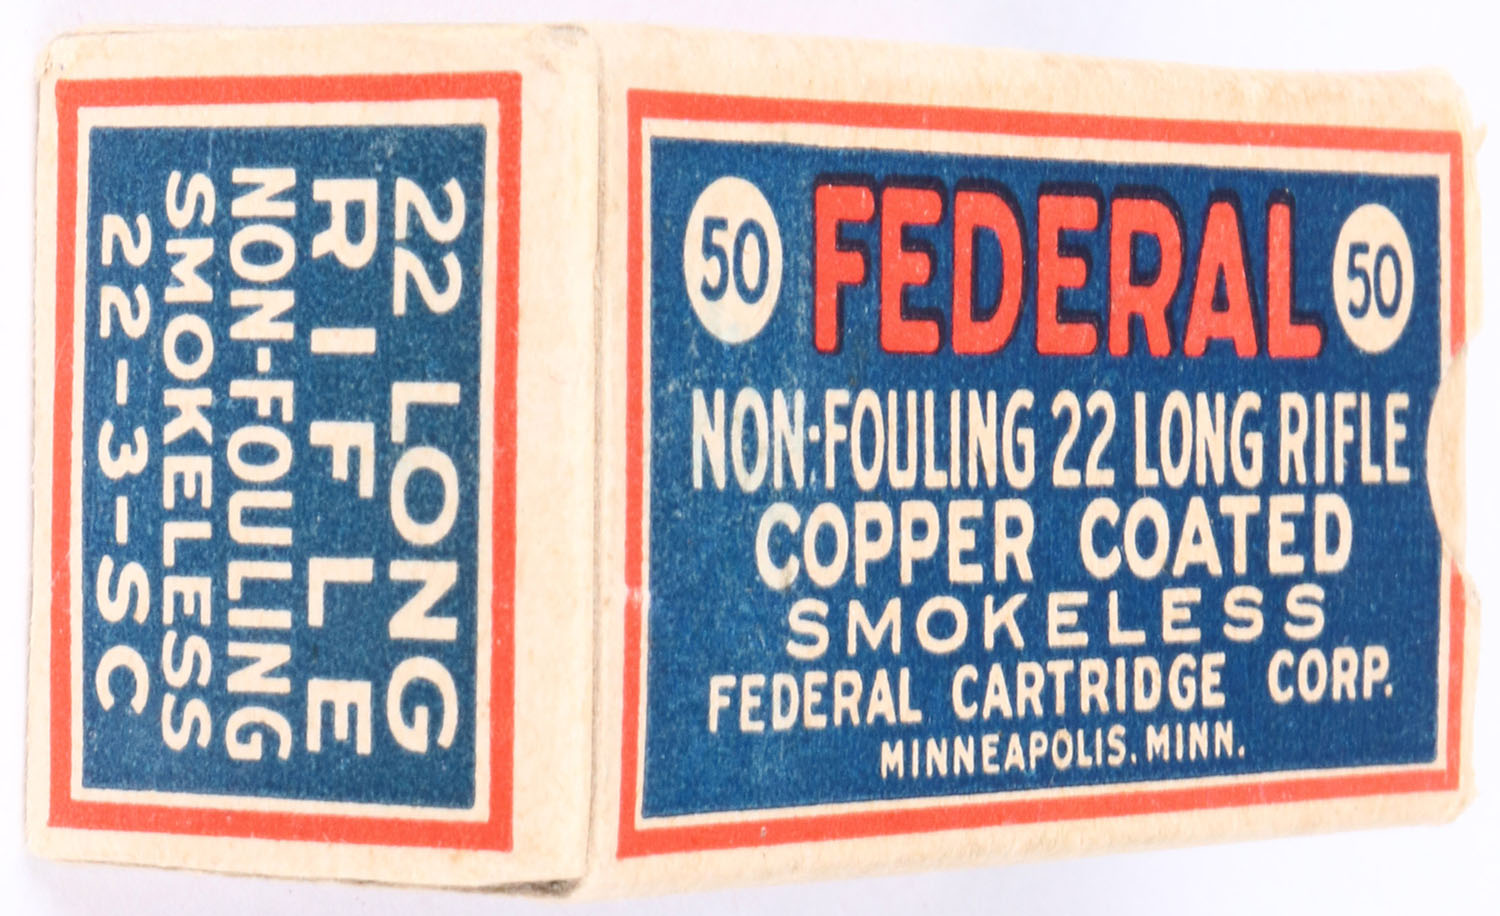 22 LONG
RIFLE
NON-FOULING
SMOKELESS
22-3-SC
50 FEDERAL 50
NON-FOULING 22 LONG RIFLE
COPPER COATED
SMOKELESS
FEDERAL CARTRIDGE CORP.
MINNEAPOLIS. MINN.